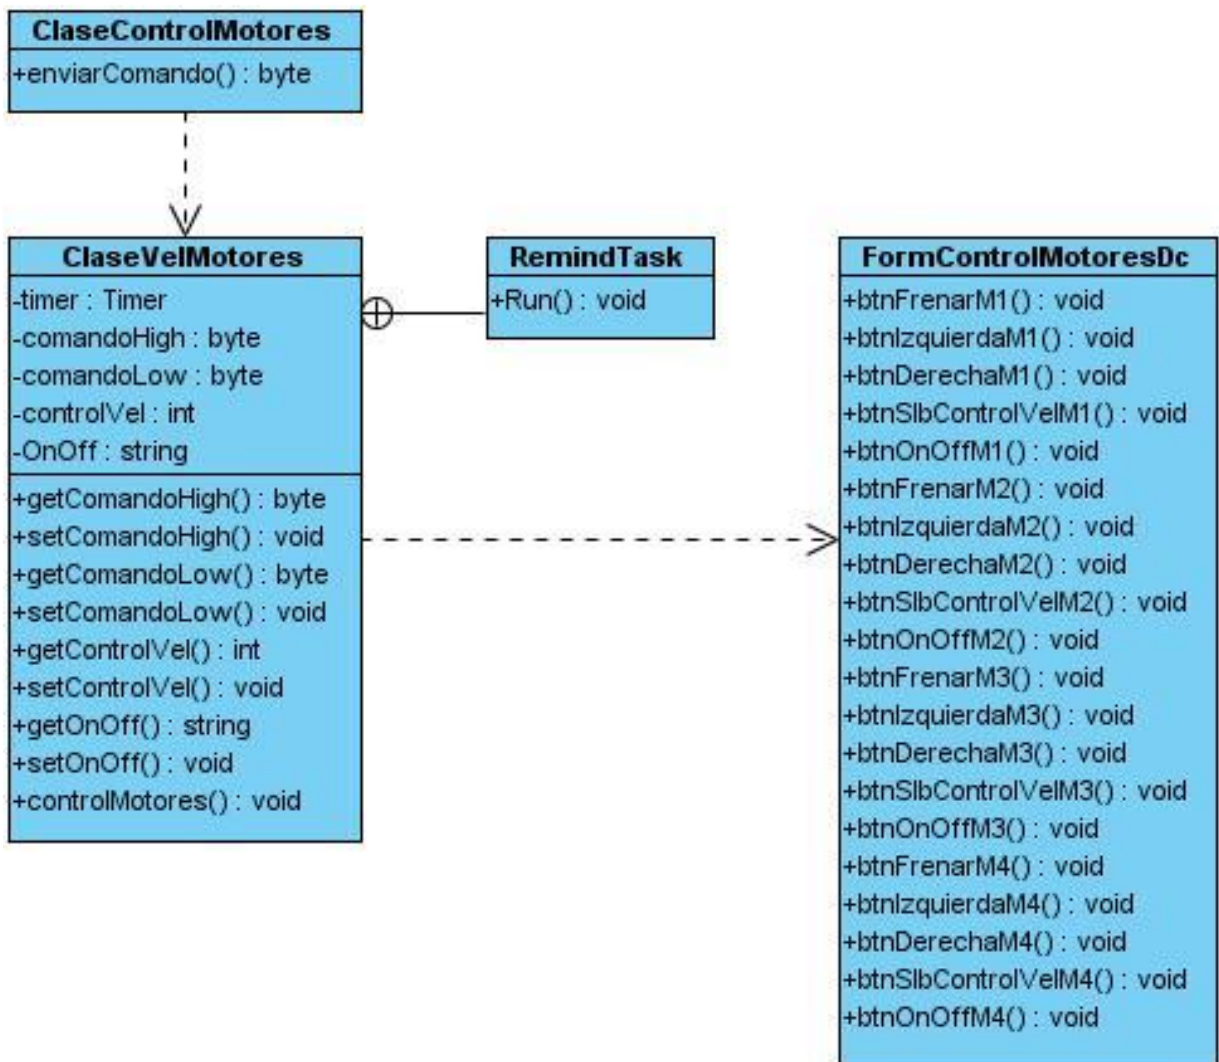 ClaseControlMotores
+enviarComando() : byte
ClaseVelMotores
-timer : Timer
-comandoHigh : byte
-comandoLow : byte
-controlVel : int
-OnOff : string
+getComandoHigh() : byte
+setComandoHigh() : void
+getComandoLow() : byte
+setComandoLow() : void
+getControlVel() : int
+setControlVel() : void
+getOnOff() : string
+setOnOff() : void
+controlMotores() : void
RemindTask
+Run() : void
FormControlMotoresDc
+btnFrenarM1() : void
+btnIzquierdaM1() : void
+btnDerechaM1() : void
+btnSlbControlVelM1() : void
+btnOnOffM1() : void
+btnFrenarM2() : void
+btnIzquierdaM2() : void
+btnDerechaM2() : void
+btnSlbControlVelM2() : void
+btnOnOffM2() : void
+btnFrenarM3() : void
+btnIzquierdaM3() : void
+btnDerechaM3() : void
+btnSlbControlVelM3() : void
+btnOnOffM3() : void
+btnFrenarM4() : void
+btnIzquierdaM4() : void
+btnDerechaM4() : void
+btnSlbControlVelM4() : void
+btnOnOffM4() : void